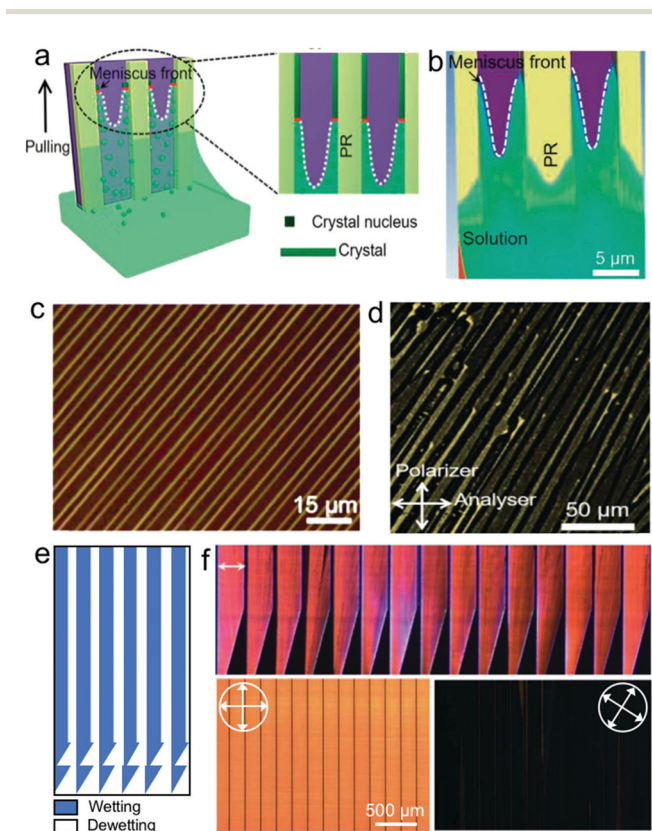 a
Meniscus front
Pulling
PR
Crystal nucleus
Crystal
b
Meniscus front
PR
Solution
5 µm
c
15 µm
d
Polarizer
Analyser
50 µm
e
Wetting
Dewetting
f
500 µm